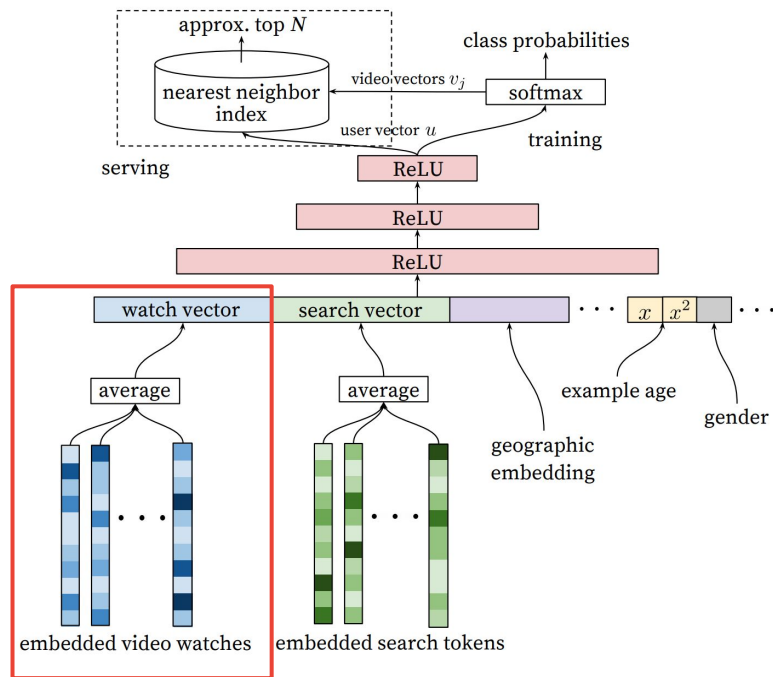 approx. top N
class probabilities
nearest neighbor
index
video vectors v_j
softmax
user vector u
serving
training
ReLU
ReLU
ReLU
watch vector
search vector
x
x²
average
average
example age
gender
geographic
embedding
embedded video watches
embedded search tokens